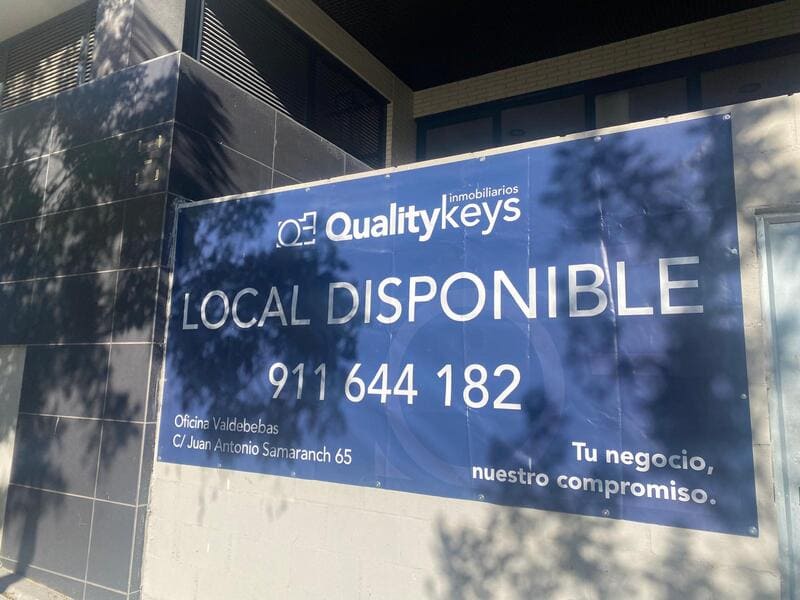 inmobiliarios
Qualitykeys
LOCAL DISPONIBLE
911 644 182
Oficina Valdebebas
C/ Juan Antonio Samaranch 65
Tu negocio,
nuestro compromiso.